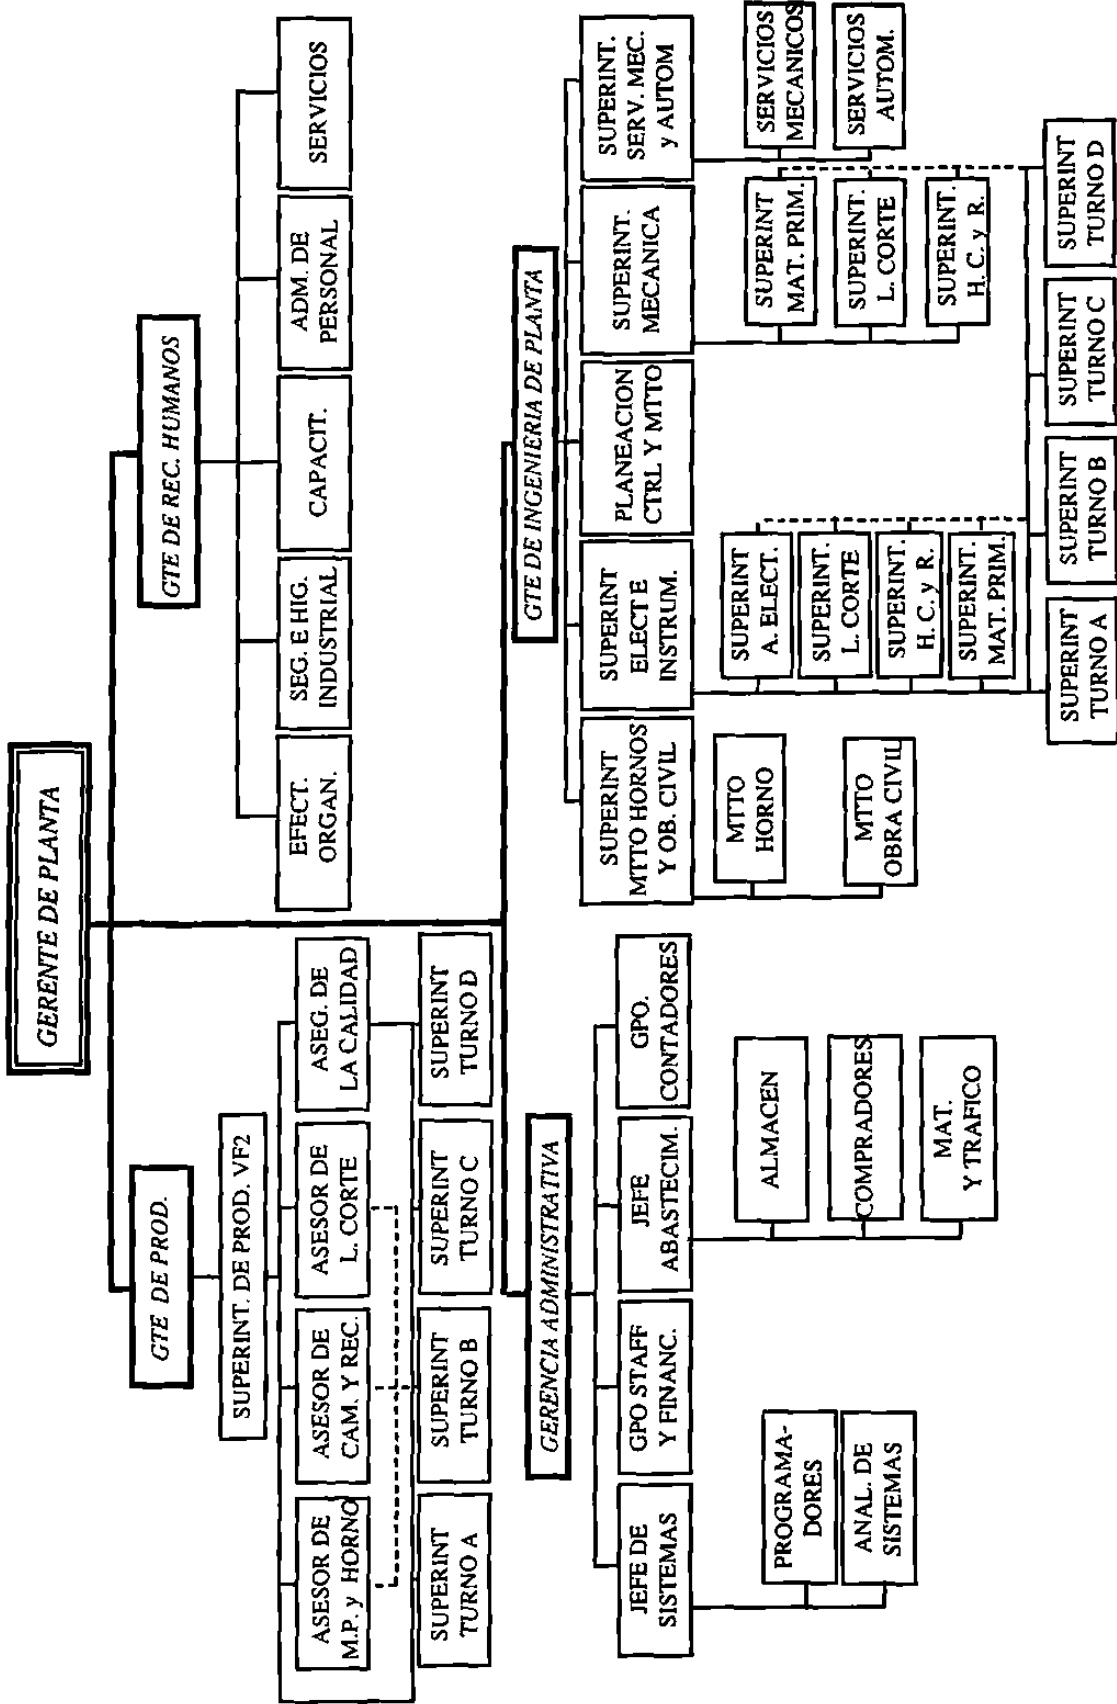 GERENTE DE PLANTA
GTE DE PROD.
SUPERINT. DE PROD. VF2
ASESOR DE
M.P. y HORNO
ASESOR DE
CAM. Y REC.
ASESOR DE
L. CORTE
ASEG. DE
LA CALIDAD
SUPERINT
TURNO A
SUPERINT
TURNO B
SUPERINT
TURNO C
SUPERINT
TURNO D
GTE DE REC. HUMANOS
EFECT.
ORGAN.
SEG. E HIG.
INDUSTRIAL
CAPACIT.
ADM. DE
PERSONAL
SERVICIOS
GERENCIA ADMINISTRATIVA
JEFE DE
SISTEMAS
GPO STAFF
Y FINANC.
JEFE
ABASTECIM.
GPO.
CONTADORES
PROGRAMA-
DORES
ANAL. DE
SISTEMAS
ALMACEN
COMPRADORES
MAT.
Y TRAFICO
GTE DE INGENIERIA DE PLANTA
SUPERINT
MTTO HORNOS
Y OB. CIVIL
SUPERINT
ELECT E
INSTRUM.
PLANEACION
CTRL Y MTTO
SUPERINT.
MECANICA
SUPERINT.
SERV. MEC.
y AUTOM
MTTO
HORNO
MTTO
OBRA CIVIL
SUPERINT
A. ELECT.
SUPERINT.
L. CORTE
SUPERINT.
H. C. y R.
SUPERINT.
MAT. PRIM.
SUPERINT
MAT. PRIM.
SUPERINT.
L. CORTE
SUPERINT.
H. C. y R.
SERVICIOS
MECANICOS
SERVICIOS
AUTOM.
SUPERINT
TURNO A
SUPERINT
TURNO B
SUPERINT
TURNO C
SUPERINT
TURNO D